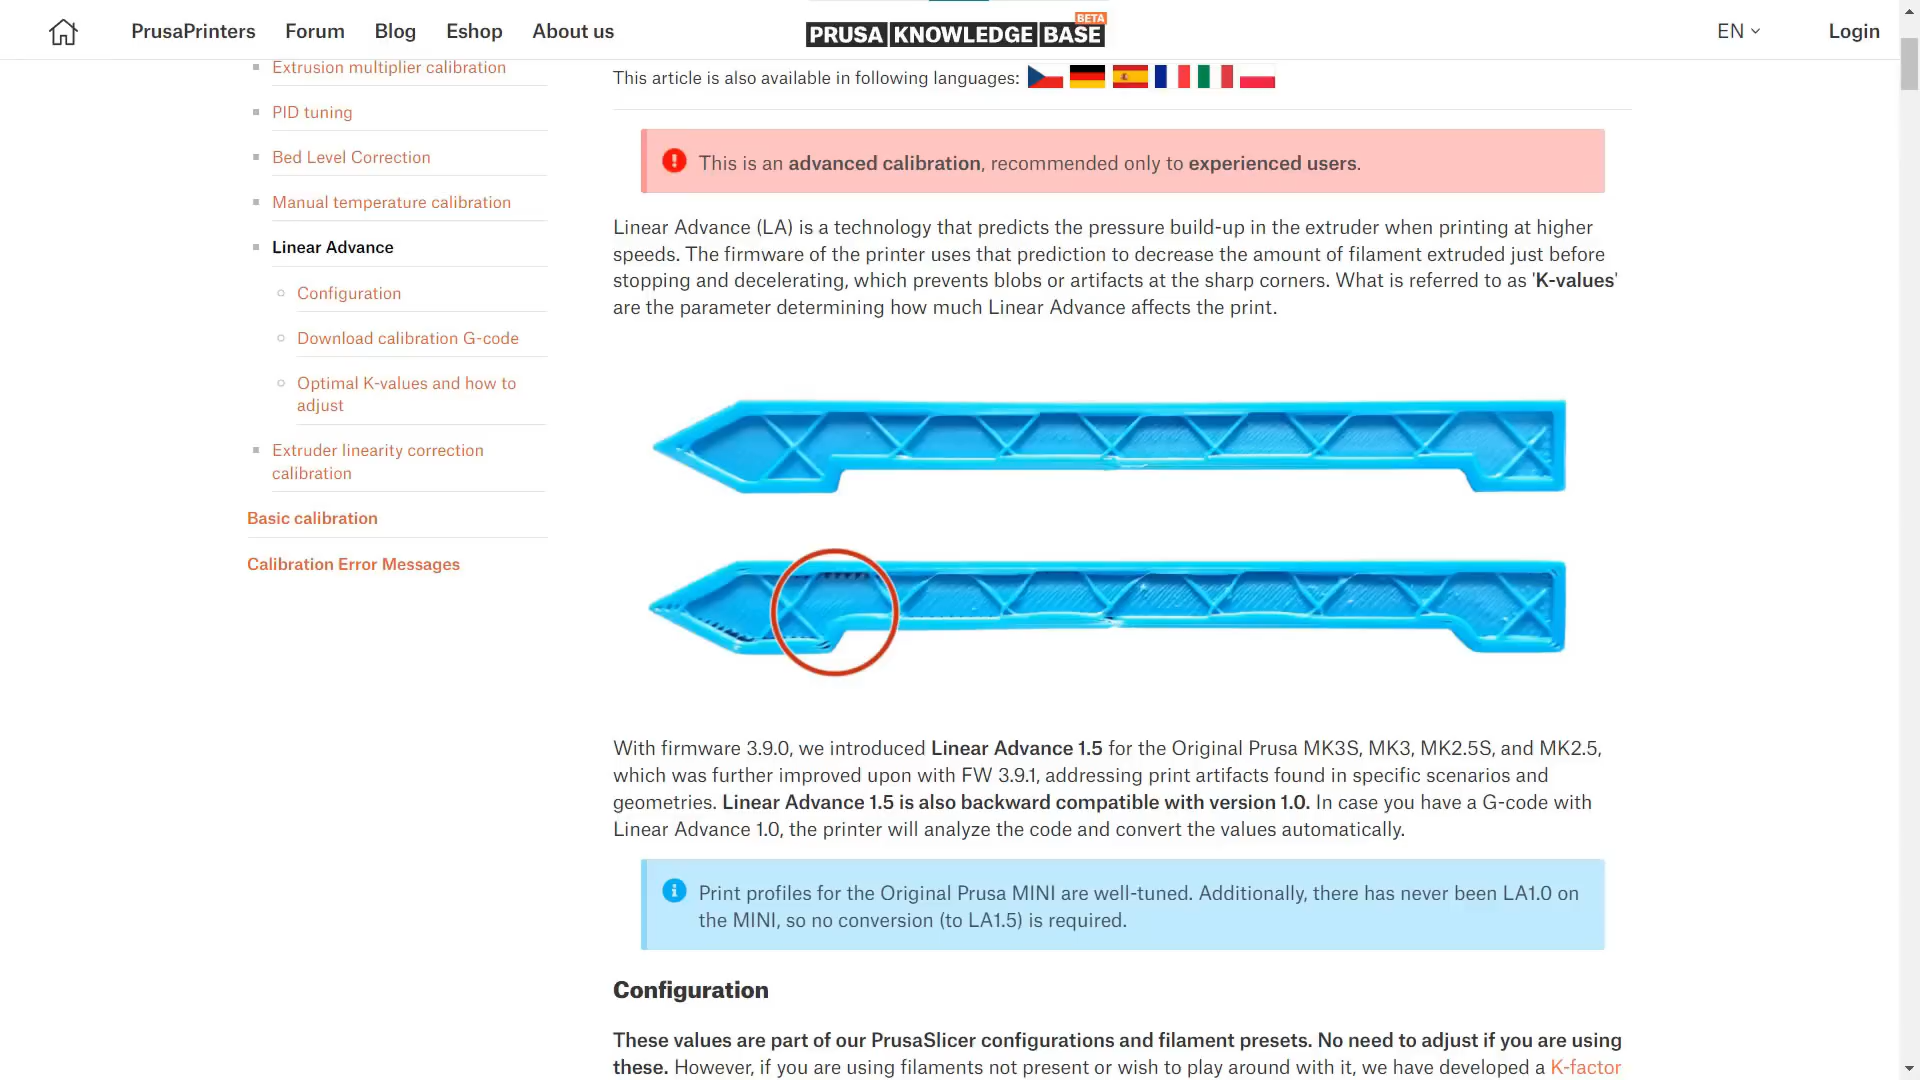 PrusaPrinters Forum Blog Eshop About us
PRUSA KNOWLEDGE BASE BETA
EN Login
Extrusion multiplier calibration
PID tuning
Bed Level Correction
Manual temperature calibration
Linear Advance
Configuration
Download calibration G-code
Optimal K-values and how to
adjust
Extruder linearity correction
calibration
Basic calibration
Calibration Error Messages
This article is also available in following languages:
This is an advanced calibration, recommended only to experienced users.
Linear Advance (LA) is a technology that predicts the pressure build-up in the extruder when printing at higher
speeds. The firmware of the printer uses that prediction to decrease the amount of filament extruded just before
stopping and decelerating, which prevents blobs or artifacts at the sharp corners. What is referred to as 'K-values'
are the parameter determining how much Linear Advance affects the print.
With firmware 3.9.0, we introduced Linear Advance 1.5 for the Original Prusa MK3S, MK3, MK2.5S, and MK2.5,
which was further improved upon with FW 3.9.1, addressing print artifacts found in specific scenarios and
geometries. Linear Advance 1.5 is also backward compatible with version 1.0. In case you have a G-code with
Linear Advance 1.0, the printer will analyze the code and convert the values automatically.
Print profiles for the Original Prusa MINI are well-tuned. Additionally, there has never been LA1.0 on
the MINI, so no conversion (to LA1.5) is required.
Configuration
These values are part of our PrusaSlicer configurations and filament presets. No need to adjust if you are using
these. However, if you are using filaments not present or wish to play around with it, we have developed a K-factor